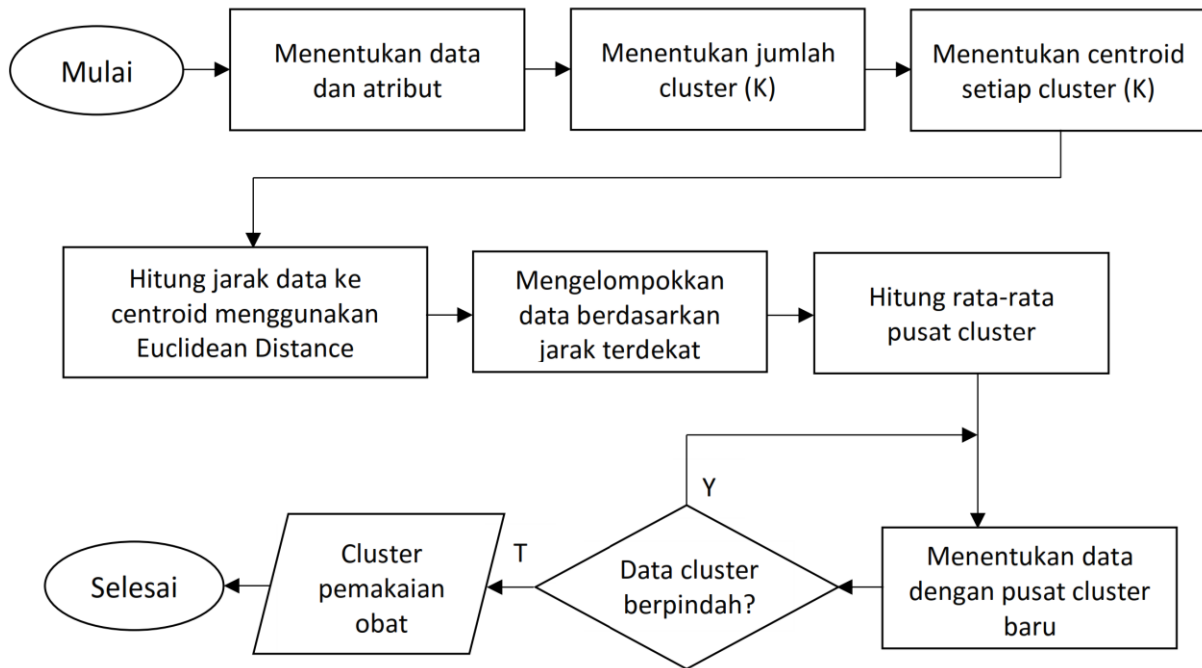 Mulai
Menentukan data
dan atribut
Menentukan jumlah
cluster (K)
Menentukan centroid
setiap cluster (K)
Hitung jarak data ke
centroid menggunakan
Euclidean Distance
Mengelompokkan
data berdasarkan
jarak terdekat
Hitung rata-rata
pusat cluster
Menentukan data
dengan pusat cluster
baru
Data cluster
berpindah?
Y
T
Cluster
pemakaian
obat
Selesai